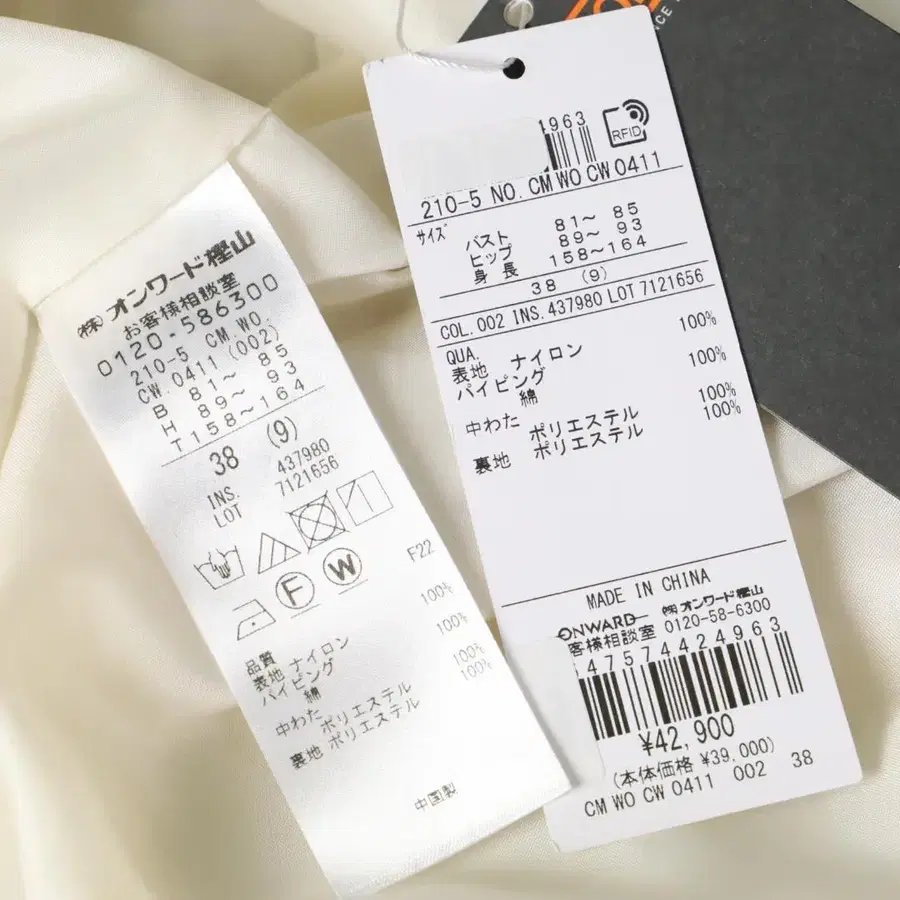 (株)オンワード樫山
お客様相談室
0120-586300
210-5 CM WO.
CW.0411(002)
B 81~ 85
H 89~ 93
T158~164
38 (9)
INS. 437980
LOT 7121656
F W
F22
品質
表地 ナイロン 100%
パイピング
綿 100%
中わた ポリエステル 100%
裏地 ポリエステル 100%
中国製
4963
RFID
210-5 NO. CM WO CW 0411
サイズ
バスト 81~ 85
ヒップ 89~ 93
身長 158~164
38 (9)
COL. 002 INS. 437980 LOT 7121656
QUA.
表地 ナイロン 100%
パイピング
綿 100%
中わた ポリエステル 100%
裏地 ポリエステル 100%
MADE IN CHINA
ONWARD ㈱オンワード樫山
客様相談室 0120-58-6300
47574424963
¥42,900
(本体価格 ¥39,000)
CM WO CW 0411 002 38